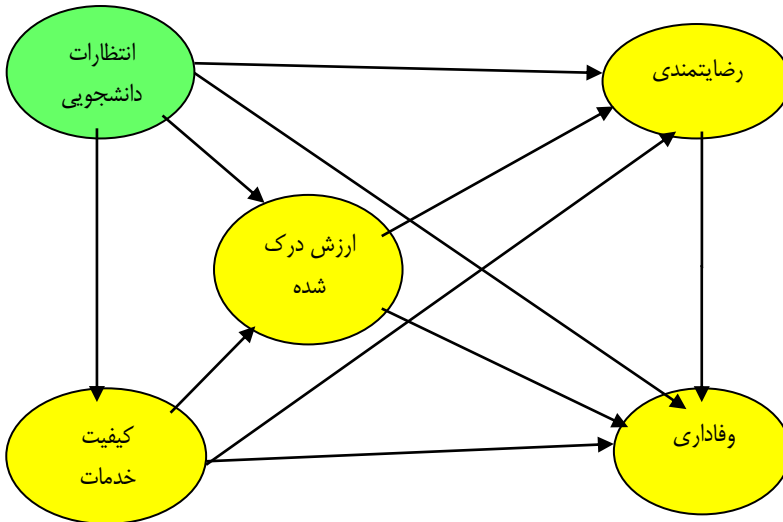 انتظارات
دانشجویی
رضایتمندی
ارزش درک
شده
کیفیت
خدمات
وفاداری